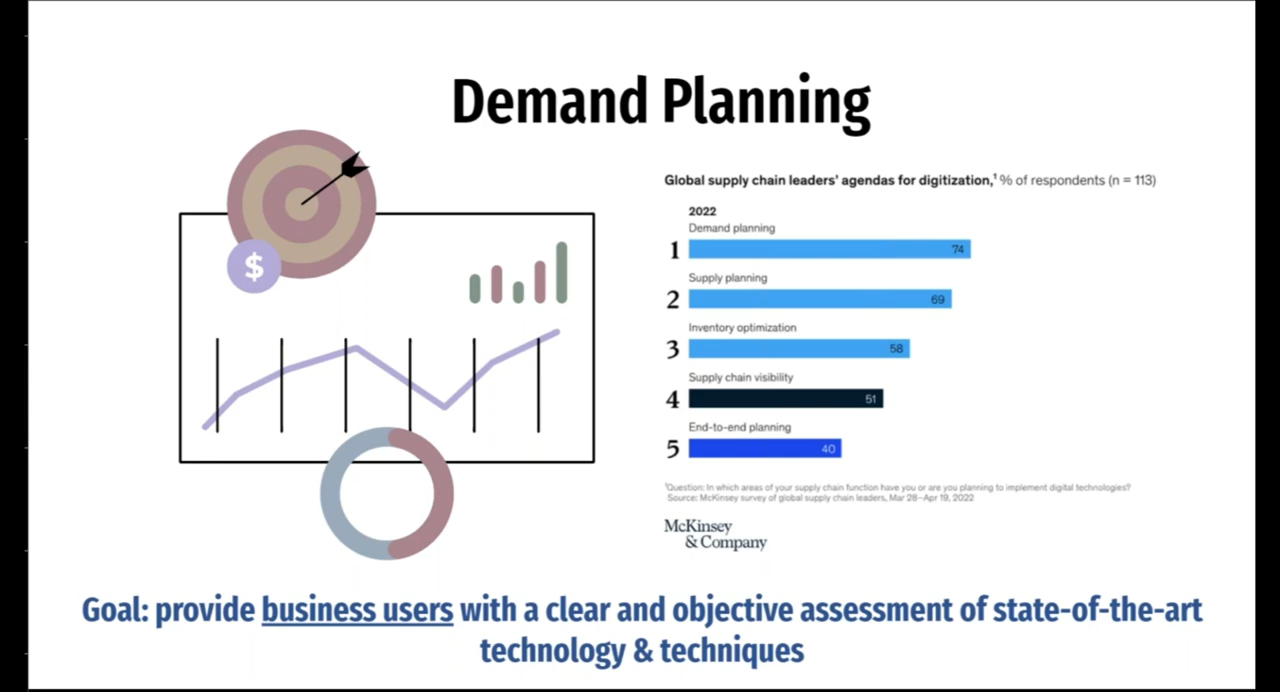 Demand Planning
$
Global supply chain leaders' agendas for digitization,¹ % of respondents (n = 113)
2022
Demand planning
1 74
Supply planning
2 69
Inventory optimization
3 58
Supply chain visibility
4 51
End-to-end planning
5 40
¹Question: In which areas of your supply chain function have you or are you planning to implement digital technologies?
Source: McKinsey survey of global supply chain leaders, Mar 28–Apr 19, 2022
McKinsey
& Company
Goal: provide business users with a clear and objective assessment of state-of-the-art
technology & techniques